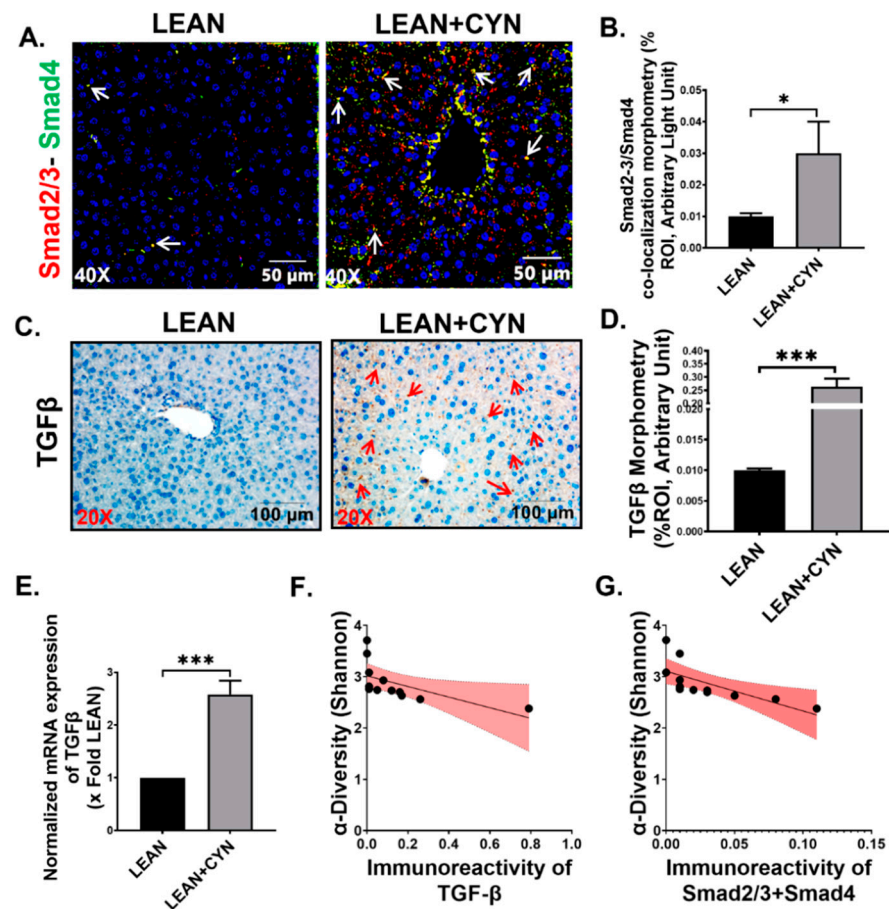 A.
LEAN
LEAN+CYN
Smad2/3- Smad4
40X
50 µm
40X
50 µm
B.
Smad2-3/Smad4
co-localization morphometry (%
ROI, Arbitrary Light Unit)
0.05
0.04
0.03
0.02
0.01
0.00
*
LEAN
LEAN+CYN
C.
LEAN
LEAN+CYN
TGFβ
20X
100 µm
20X
100 µm
D.
TGFβ Morphometry
(%ROI, Arbitrary Unit)
0.40
0.35
0.30
0.25
0.20
0.020
0.015
0.010
0.005
0.000
***
LEAN
LEAN+CYN
E.
Normalized mRNA expression
of TGFβ
(x Fold LEAN)
3
2
1
0
***
LEAN
LEAN+CYN
F.
α-Diversity (Shannon)
4
3
2
1
0
0.0 0.2 0.4 0.6 0.8 1.0
Immunoreactivity of
TGF-β
G.
α-Diversity (Shannon)
4
3
2
1
0
0.00 0.05 0.10 0.15
Immunoreactivity of
Smad2/3+Smad4